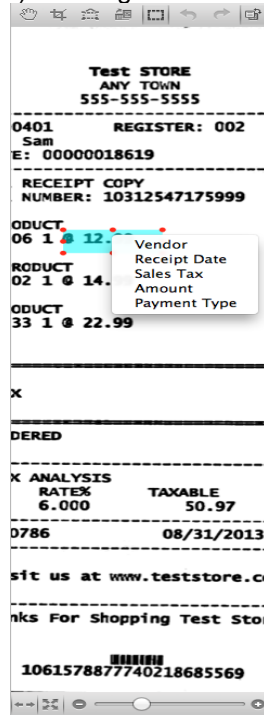 Test STORE
ANY TOWN
555-555-5555
0401 REGISTER: 002
Sam
E: 00000018619
RECEIPT COPY
NUMBER: 10312547175999
ODUCT
06 1 @ 12.
Vendor
Receipt Date
Sales Tax
Amount
Payment Type
RODUCT
02 1 @ 14.
ODUCT
33 1 @ 22.99
X
DERED
X ANALYSIS
RATE% TAXABLE
6.000 50.97
0786 08/31/2013
sit us at www.teststore.c
nks For Shopping Test Sto
1061578877740218685569